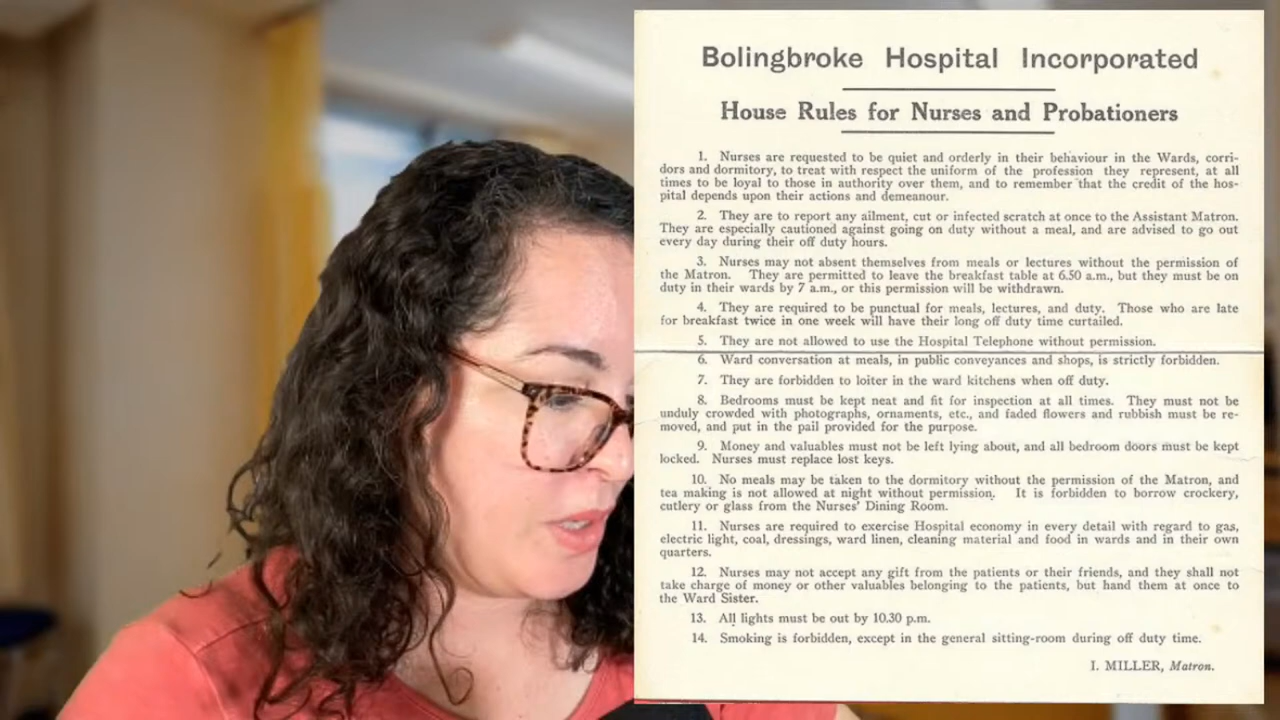 Bolingbroke Hospital Incorporated
House Rules for Nurses and Probationers
1. Nurses are requested to be quiet and orderly in their behaviour in the Wards, corri-
dors and dormitory, to treat with respect the uniform of the profession they represent, at all
times to be loyal to those in authority over them, and to remember that the credit of the hos-
pital depends upon their actions and demeanour.
2. They are to report any ailment, cut or infected scratch at once to the Assistant Matron.
They are especially cautioned against going on duty without a meal, and are advised to go out
every day during their off duty hours.
3. Nurses may not absent themselves from meals or lectures without the permission of
the Matron. They are permitted to leave the breakfast table at 6.50 a.m., but they must be on
duty in their wards by 7 a.m., or this permission will be withdrawn.
4. They are required to be punctual for meals, lectures, and duty. Those who are late
for breakfast twice in one week will have their long off duty time curtailed.
5. They are not allowed to use the Hospital Telephone without permission.
6. Ward conversation at meals, in public conveyances and shops, is strictly forbidden.
7. They are forbidden to loiter in the ward kitchens when off duty.
8. Bedrooms must be kept neat and fit for inspection at all times. They must not be
unduly crowded with photographs, ornaments, etc., and faded flowers and rubbish must be re-
moved, and put in the pail provided for the purpose.
9. Money and valuables must not be left lying about, and all bedroom doors must be kept
locked. Nurses must replace lost keys.
10. No meals may be taken to the dormitory without the permission of the Matron, and
tea making is not allowed at night without permission. It is forbidden to borrow crockery,
cutlery or glass from the Nurses' Dining Room.
11. Nurses are required to exercise Hospital economy in every detail with regard to gas,
electric light, coal, dressings, ward linen, cleaning material and food in wards and in their own
quarters.
12. Nurses may not accept any gift from the patients or their friends, and they shall not
take charge of money or other valuables belonging to the patients, but hand them at once to
the Ward Sister.
13. All lights must be out by 10.30 p.m.
14. Smoking is forbidden, except in the general sitting-room during off duty time.
I. MILLER, Matron.